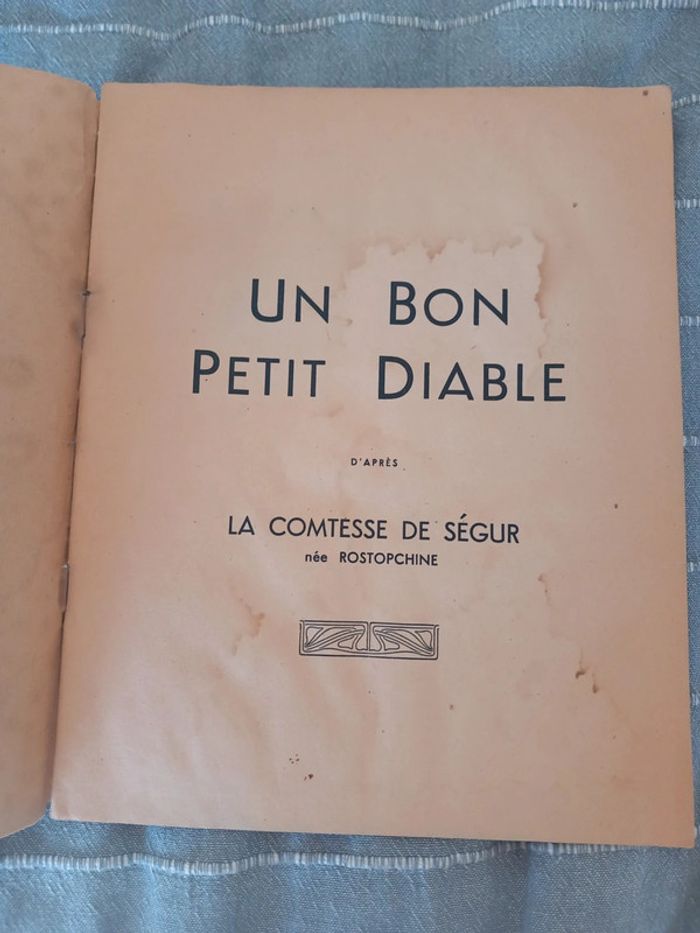 UN BON
PETIT DIABLE
D'APRÈS
LA COMTESSE DE SÉGUR
née ROSTOPCHINE